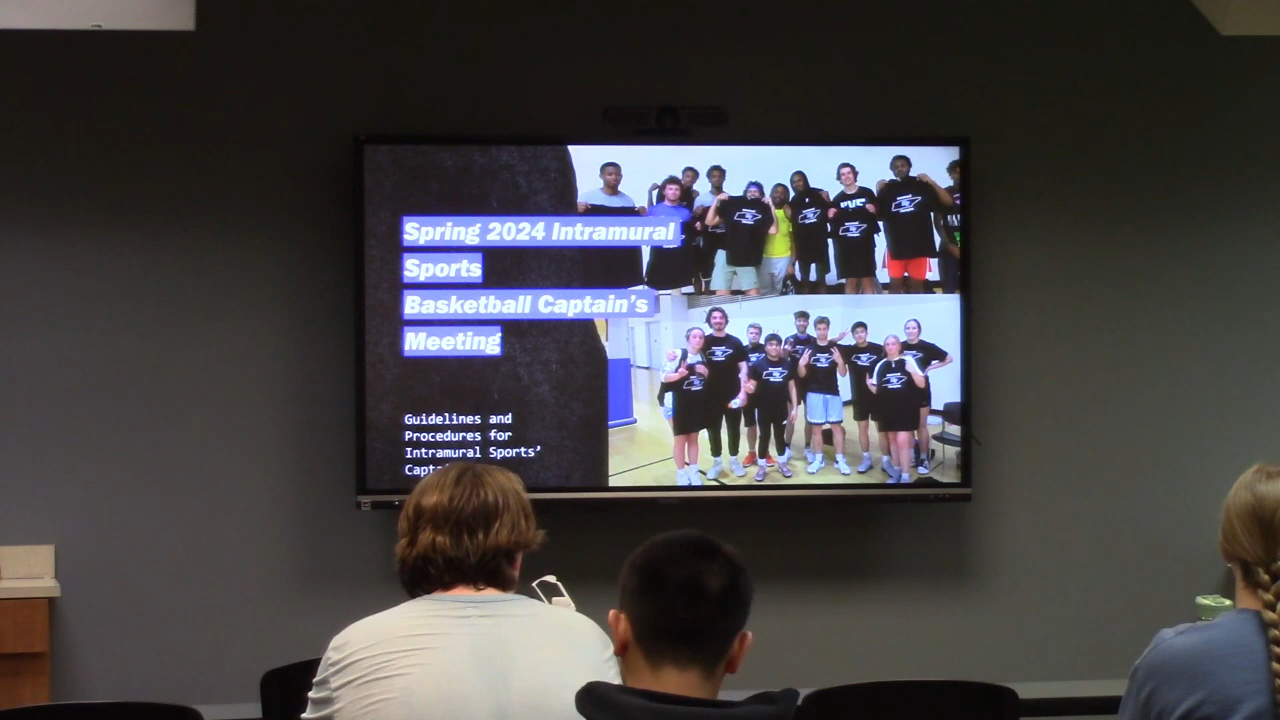 Spring 2024 Intramural
Sports
Basketball Captain's
Meeting
Guidelines and
Procedures for
Intramural Sports'